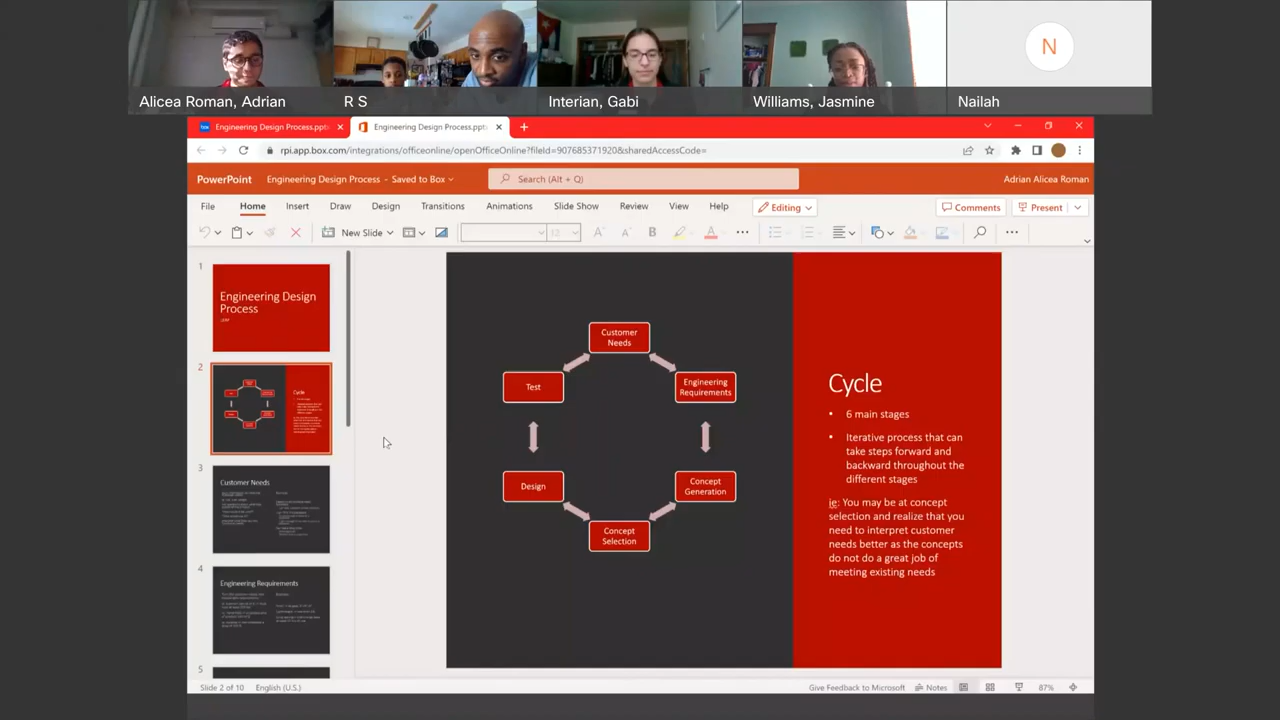 N
Alicea Roman, Adrian
R S
Interian, Gabi
Williams, Jasmine
Nailah
box
Engineering Design Process.ppt
Engineering Design Process.ppt
rpi.app.box.com/integrations/officeonline/openOfficeOnline?fileId=907685371920&sharedAccessCode=
PowerPoint
Engineering Design Process - Saved to Box
Search (Alt + Q)
Adrian Alicea Roman
File
Home
Insert
Draw
Design
Transitions
Animations
Slide Show
Review
View
Help
Editing
Comments
Present
New Slide
12
B
A
1
Engineering Design
Process
2
Cycle
3
Customer Needs
4
Engineering Requirements
5
Customer
Needs
Test
Engineering
Requirements
Design
Concept
Generation
Concept
Selection
Cycle
• 6 main stages
• Iterative process that can
take steps forward and
backward throughout the
different stages
ie: You may be at concept
selection and realize that you
need to interpret customer
needs better as the concepts
do not do a great job of
meeting existing needs
Slide 2 of 10
English (U.S.)
Give Feedback to Microsoft
Notes
87%